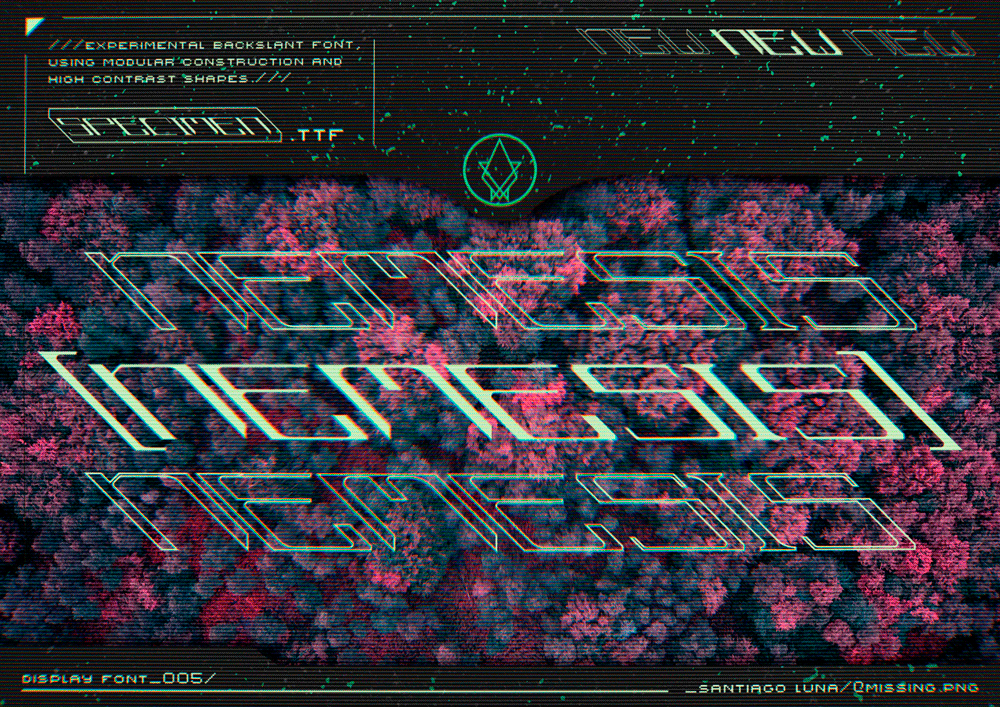 ///EXPERIMENTAL BACKSLANT FONT,
USING MODULAR CONSTRUCTION AND
HIGH CONTRAST SHAPES.///
SPECIMEN .TTF
NEW NEW NEW
NEMESIS
[NEMESIS]
NEMESIS
DISPLAY FONT_005/
_SANTIAGO LUNA/@MISSING.PNG